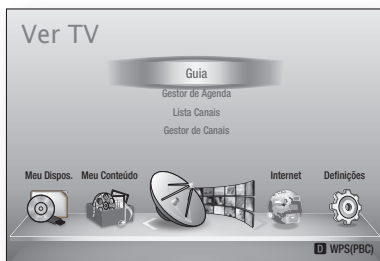 Ver TV
Guia
Gestor de Agenda
Lista Canais
Gestor de Canais
Meu Dispos. Meu Conteúdo Internet Definições
D WPS(PBC)